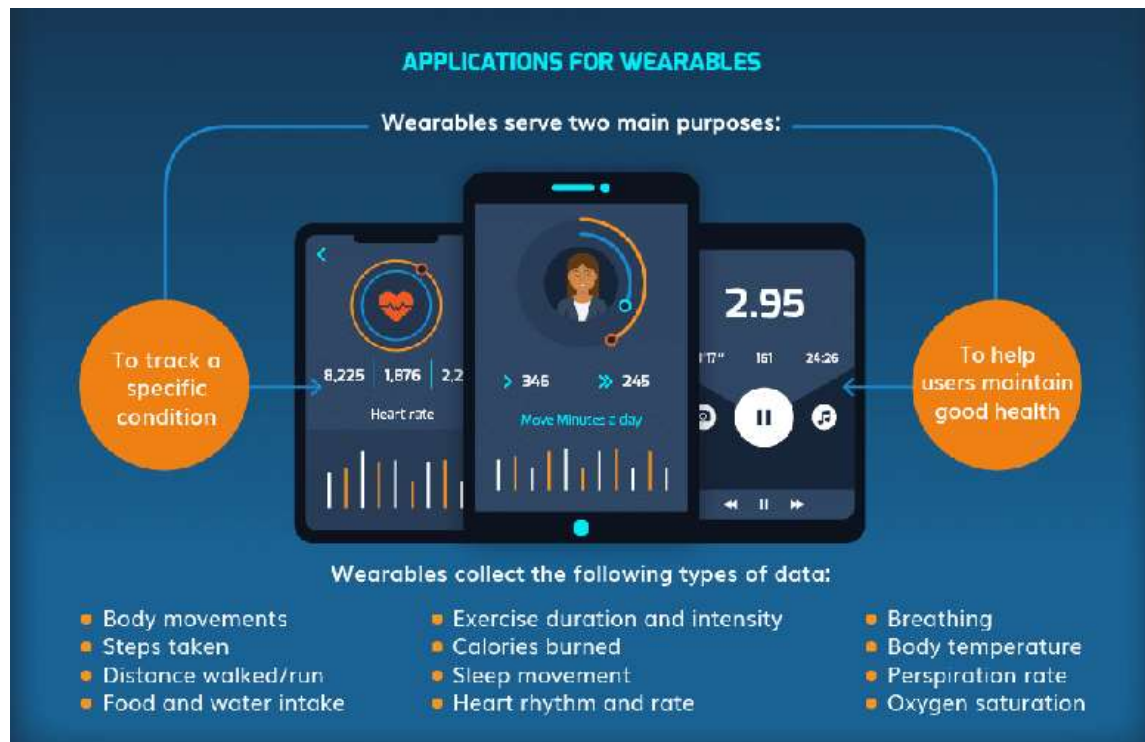 APPLICATIONS FOR WEARABLES
Wearables serve two main purposes:
To track a
specific
condition
8,225 1,876 2,2
Heart rate
346 245
Move Minutes a day
2.95
17" 161 24:26
To help
users maintain
good health
Wearables collect the following types of data:
Body movements
Steps taken
Distance walked/run
Food and water intake
Exercise duration and intensity
Calories burned
Sleep movement
Heart rhythm and rate
Breathing
Body temperature
Perspiration rate
Oxygen saturation